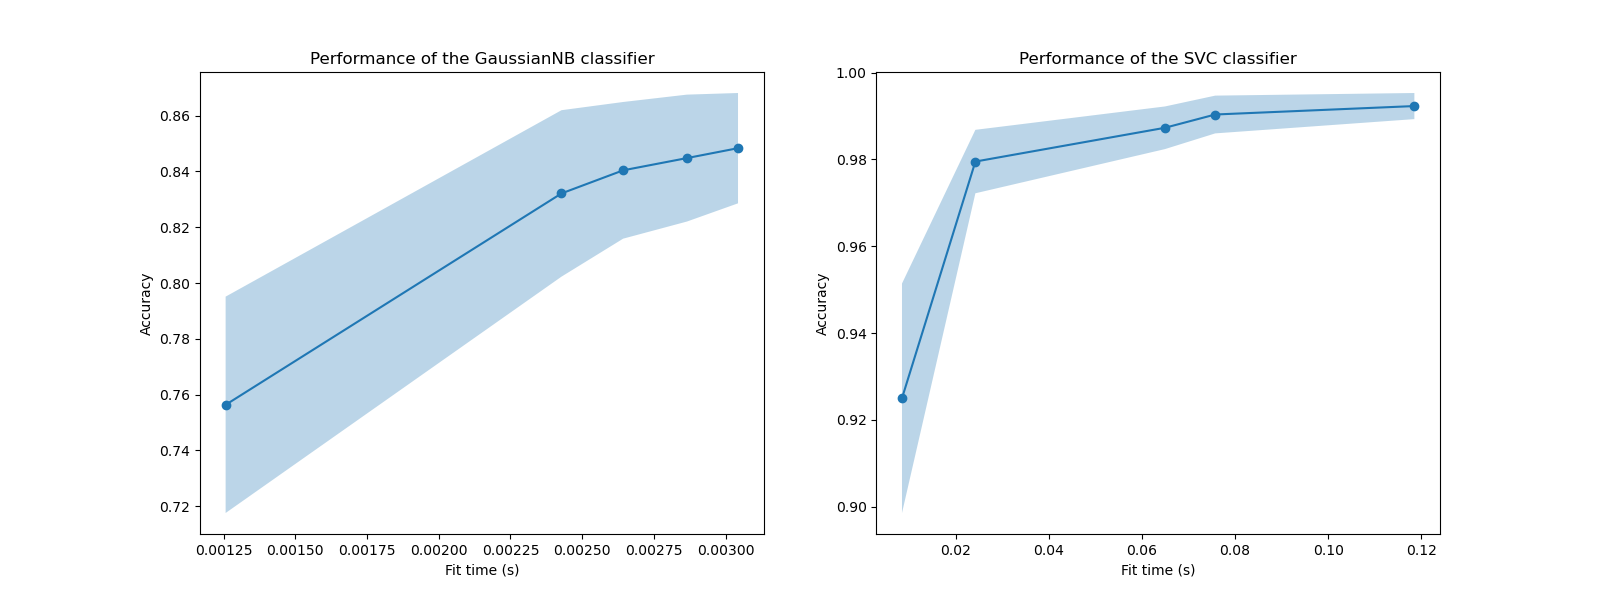 Performance of the GaussianNB classifier
Accuracy
0.86
0.84
0.82
0.80
0.78
0.76
0.74
0.72
0.00125 0.00150 0.00175 0.00200 0.00225 0.00250 0.00275 0.00300
Fit time (s)
Performance of the SVC classifier
Accuracy
1.00
0.98
0.96
0.94
0.92
0.90
0.02 0.04 0.06 0.08 0.10 0.12
Fit time (s)